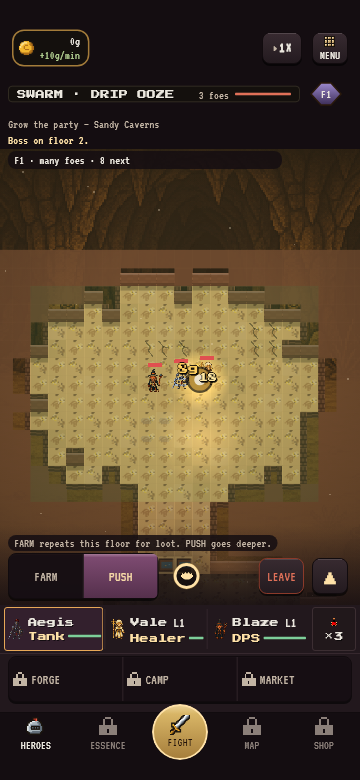 0g
+10g/min
1X
MENU
SWARM · DRIP OOZE
3 foes
F1
Grow the party — Sandy Caverns
Boss on floor 2.
F1 · many foes · 8 next
18
FARM repeats this floor for loot. PUSH goes deeper.
FARM
PUSH
LEAVE
Aegis
Tank
Vale L1
Healer
Blaze L1
DPS
×3
FORGE
CAMP
MARKET
HEROES
ESSENCE
FIGHT
MAP
SHOP